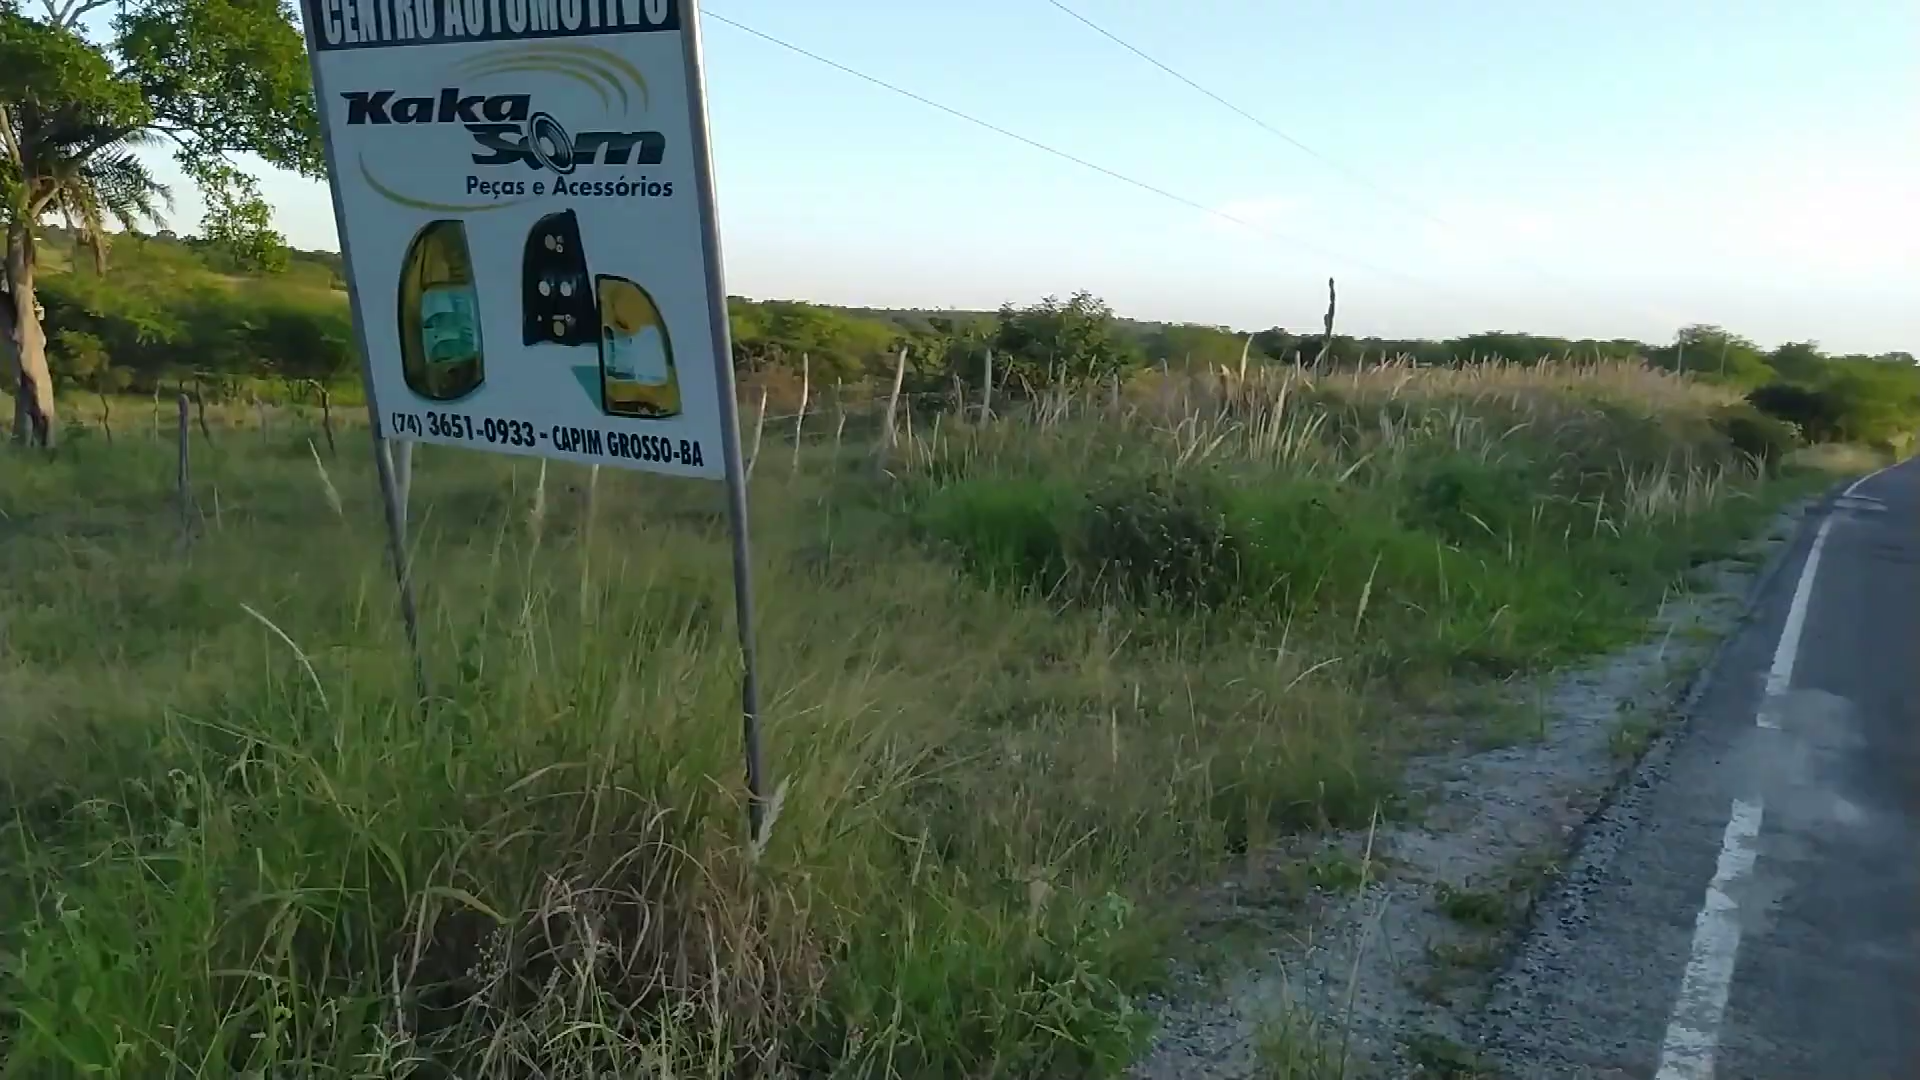 CENTRO AUTOMOTIVO
Kaka
Som
Peças e Acessórios
(74) 3651-0933 - CAPIM GROSSO-BA